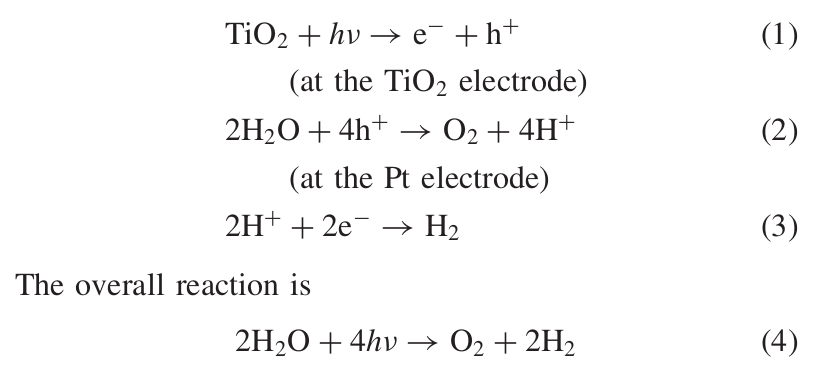 TiO₂ + hν → e⁻ + h⁺ (1)
(at the TiO₂ electrode)
2H₂O + 4h⁺ → O₂ + 4H⁺ (2)
(at the Pt electrode)
2H⁺ + 2e⁻ → H₂ (3)
The overall reaction is
2H₂O + 4hν → O₂ + 2H₂ (4)